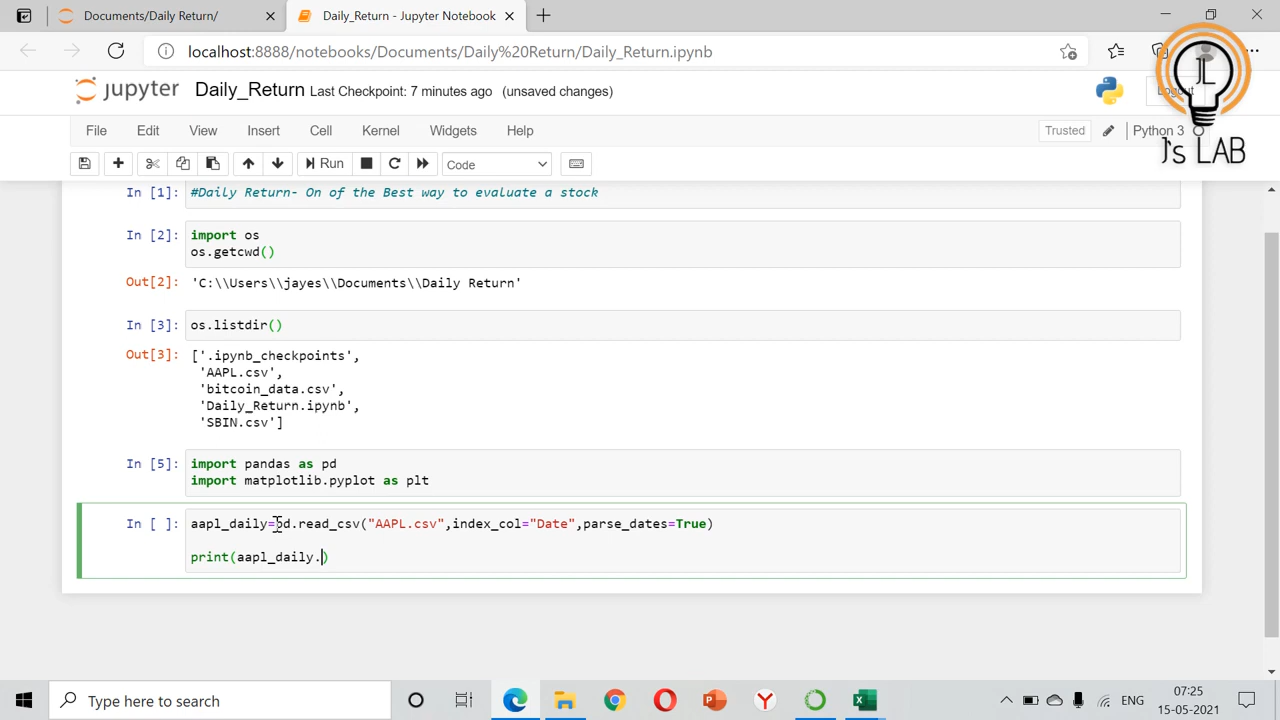 Documents/Daily Return/
Daily_Return - Jupyter Notebook
localhost:8888/notebooks/Documents/Daily%20Return/Daily_Return.ipynb
jupyter Daily_Return Last Checkpoint: 7 minutes ago (unsaved changes)
JL
J's LAB
File Edit View Insert Cell Kernel Widgets Help
Trusted
Python 3
Run
Code
In [1]: #Daily Return- On of the Best way to evaluate a stock
In [2]: import os
os.getcwd()
Out[2]: 'C:\\Users\\jayes\\Documents\\Daily Return'
In [3]: os.listdir()
Out[3]: ['.ipynb_checkpoints',
'AAPL.csv',
'bitcoin_data.csv',
'Daily_Return.ipynb',
'SBIN.csv']
In [5]: import pandas as pd
import matplotlib.pyplot as plt
In [ ]: aapl_daily=pd.read_csv("AAPL.csv",index_col="Date",parse_dates=True)
print(aapl_daily.)
Type here to search
ENG
07:25
15-05-2021